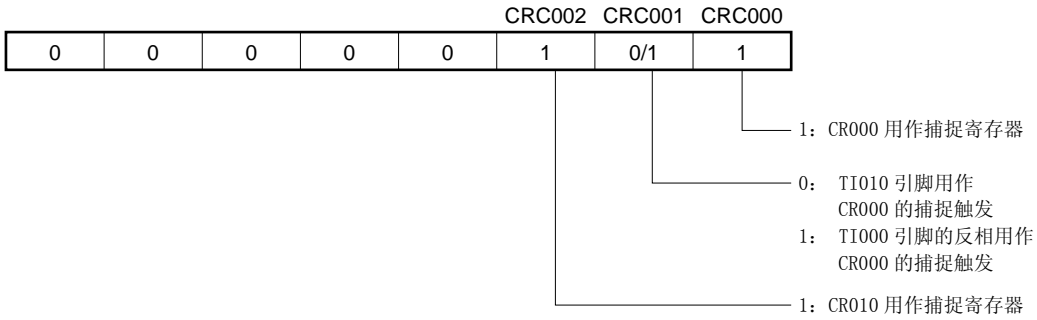 CRC002 CRC001 CRC000
0 0 0 0 0 1 0/1 1
1：CR000 用作捕捉寄存器
0： TI010 引脚用作
CR000 的捕捉触发
1： TI000 引脚的反相用作
CR000 的捕捉触发
1：CR010 用作捕捉寄存器